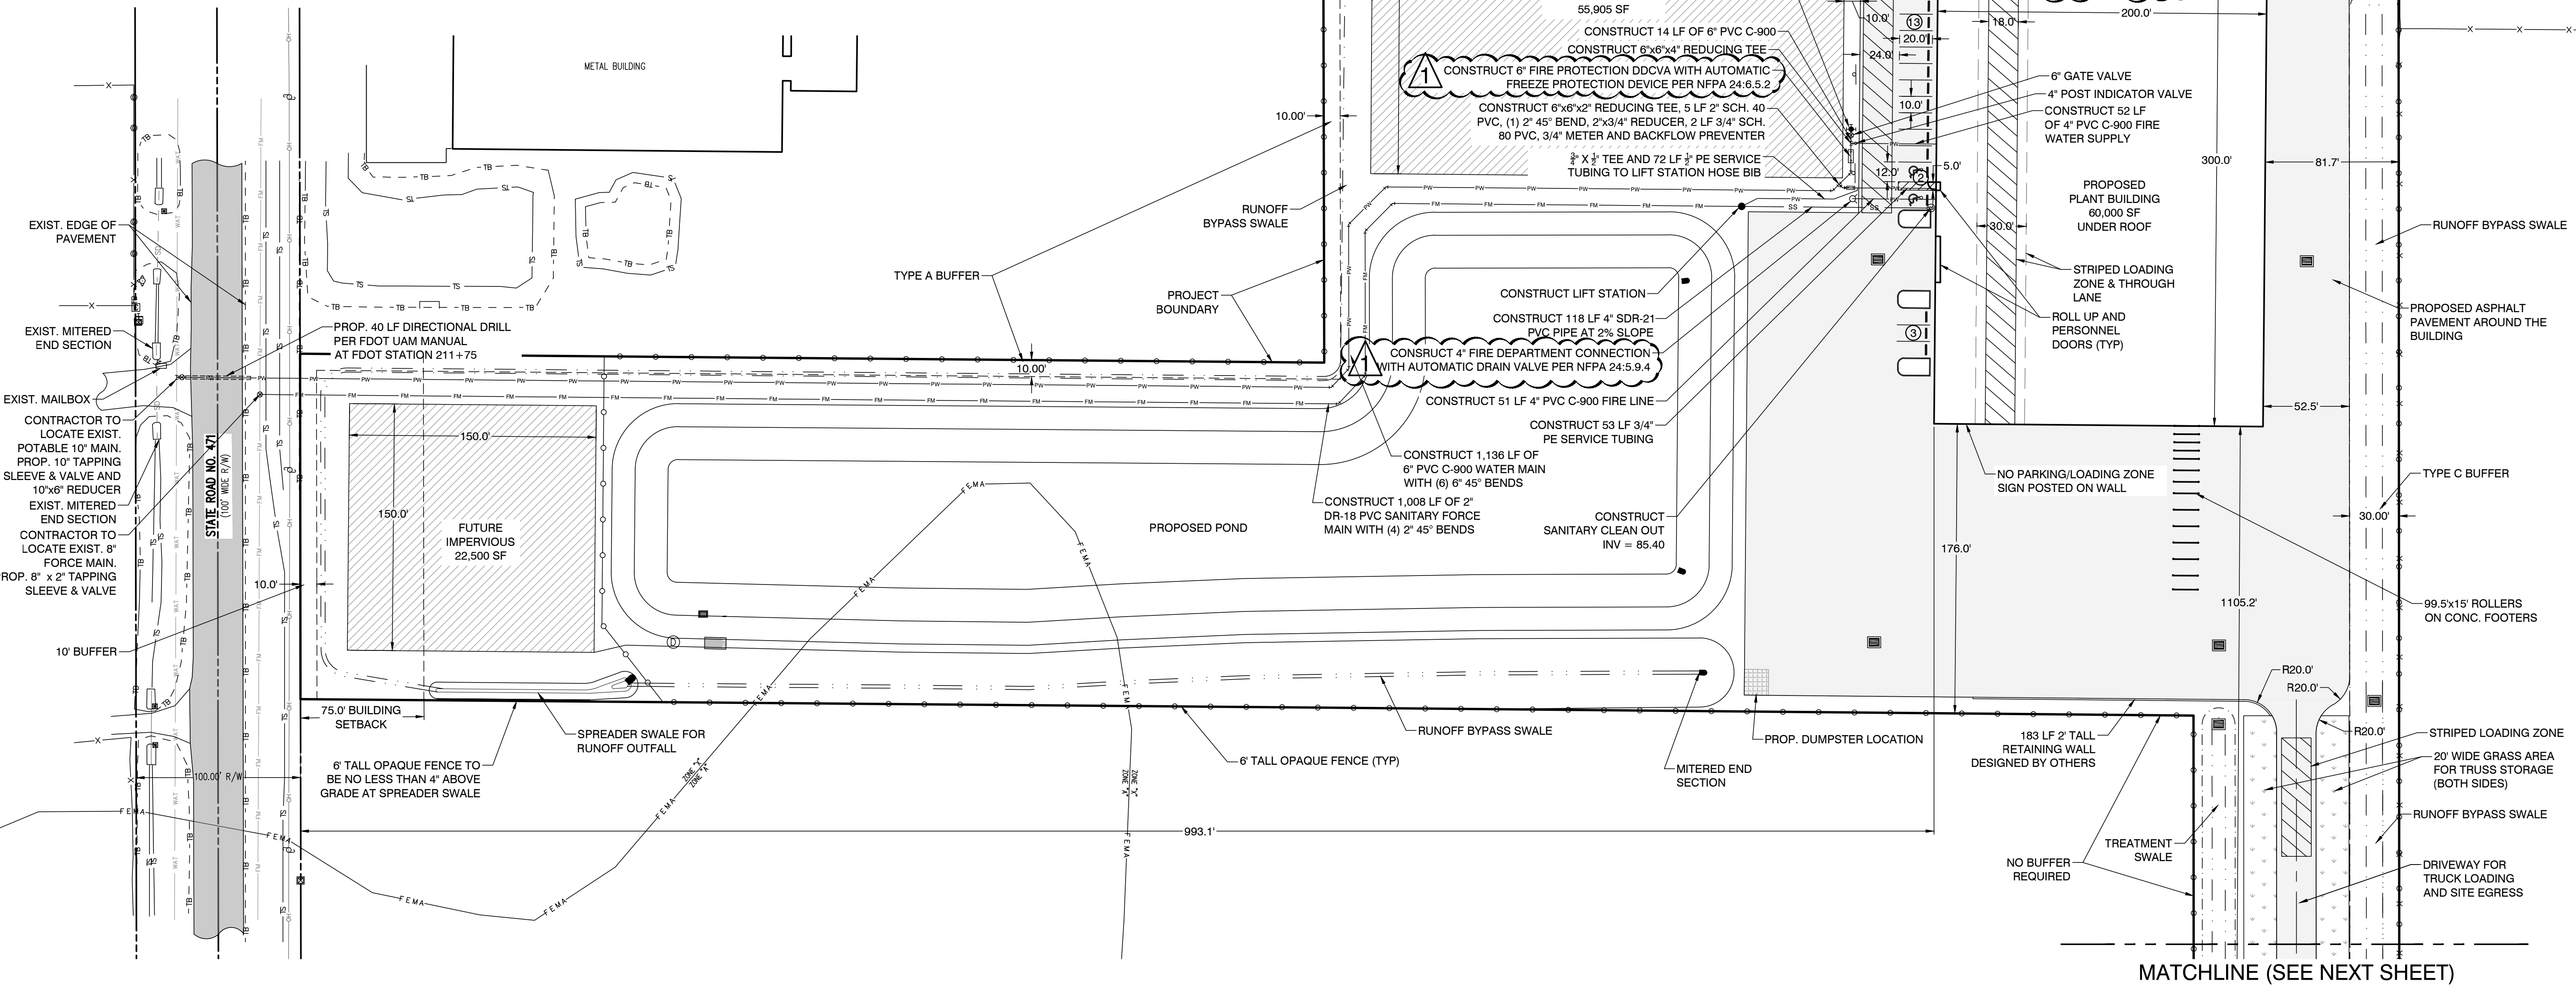 55,905 SF
CONSTRUCT 14 LF OF 6" PVC C-900
CONSTRUCT 6"x6"x4" REDUCING TEE
1
CONSTRUCT 6" FIRE PROTECTION DDCVA WITH AUTOMATIC
FREEZE PROTECTION DEVICE PER NFPA 24:6.5.2
CONSTRUCT 6"x6"x2" REDUCING TEE, 5 LF 2" SCH. 40
PVC, (1) 2" 45° BEND, 2"x3/4" REDUCER, 2 LF 3/4" SCH.
80 PVC, 3/4" METER AND BACKFLOW PREVENTER
3/4" X 1/2" TEE AND 72 LF 1/2" PE SERVICE
TUBING TO LIFT STATION HOSE BIB
10.0'
13
20.0'
24.0'
10.0'
12.0'
2
5.0'
18.0'
200.0'
6" GATE VALVE
4" POST INDICATOR VALVE
CONSTRUCT 52 LF
OF 4" PVC C-900 FIRE
WATER SUPPLY
300.0'
81.7'
PROPOSED
PLANT BUILDING
60,000 SF
UNDER ROOF
30.0'
STRIPED LOADING
ZONE & THROUGH
LANE
ROLL UP AND
PERSONNEL
DOORS (TYP)
RUNOFF BYPASS SWALE
PROPOSED ASPHALT
PAVEMENT AROUND THE
BUILDING
METAL BUILDING
10.00'
RUNOFF
BYPASS SWALE
TYPE A BUFFER
PROJECT
BOUNDARY
10.00'
EXIST. EDGE OF
PAVEMENT
EXIST. MITERED
END SECTION
PROP. 40 LF DIRECTIONAL DRILL
PER FDOT UAM MANUAL
AT FDOT STATION 211+75
EXIST. MAILBOX
CONTRACTOR TO
LOCATE EXIST.
POTABLE 10" MAIN.
PROP. 10" TAPPING
SLEEVE & VALVE AND
10"x6" REDUCER
EXIST. MITERED
END SECTION
CONTRACTOR TO
LOCATE EXIST. 8"
FORCE MAIN.
ROP. 8" x 2" TAPPING
SLEEVE & VALVE
10' BUFFER
STATE ROAD NO. 471
(100' WIDE R/W)
100.00' R/W
10.0'
150.0'
150.0'
FUTURE
IMPERVIOUS
22,500 SF
75.0' BUILDING
SETBACK
6' TALL OPAQUE FENCE TO
BE NO LESS THAN 4" ABOVE
GRADE AT SPREADER SWALE
SPREADER SWALE FOR
RUNOFF OUTFALL
CONSTRUCT LIFT STATION
CONSTRUCT 118 LF 4" SDR-21
PVC PIPE AT 2% SLOPE
1
CONSRUCT 4" FIRE DEPARTMENT CONNECTION
WITH AUTOMATIC DRAIN VALVE PER NFPA 24:5.9.4
CONSTRUCT 51 LF 4" PVC C-900 FIRE LINE
CONSTRUCT 53 LF 3/4"
PE SERVICE TUBING
CONSTRUCT 1,136 LF OF
6" PVC C-900 WATER MAIN
WITH (6) 6" 45° BENDS
CONSTRUCT 1,008 LF OF 2"
DR-18 PVC SANITARY FORCE
MAIN WITH (4) 2" 45° BENDS
CONSTRUCT
SANITARY CLEAN OUT
INV = 85.40
PROPOSED POND
FEMA
ZONE "X"
ZONE "A"
ZONE "X"
ZONE "A"
3
NO PARKING/LOADING ZONE
SIGN POSTED ON WALL
52.5'
30.00'
TYPE C BUFFER
176.0'
1105.2'
99.5'x15' ROLLERS
ON CONC. FOOTERS
R20.0'
R20.0'
R20.0'
RUNOFF BYPASS SWALE
6' TALL OPAQUE FENCE (TYP)
PROP. DUMPSTER LOCATION
MITERED END
SECTION
183 LF 2' TALL
RETAINING WALL
DESIGNED BY OTHERS
993.1'
STRIPED LOADING ZONE
20' WIDE GRASS AREA
FOR TRUSS STORAGE
(BOTH SIDES)
RUNOFF BYPASS SWALE
TREATMENT
SWALE
NO BUFFER
REQUIRED
DRIVEWAY FOR
TRUCK LOADING
AND SITE EGRESS
MATCHLINE (SEE NEXT SHEET)